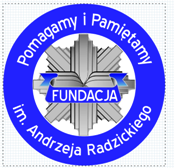 Pomagamy i Pamiętamy
FUNDACJA
im. Andrzeja Radzickiego